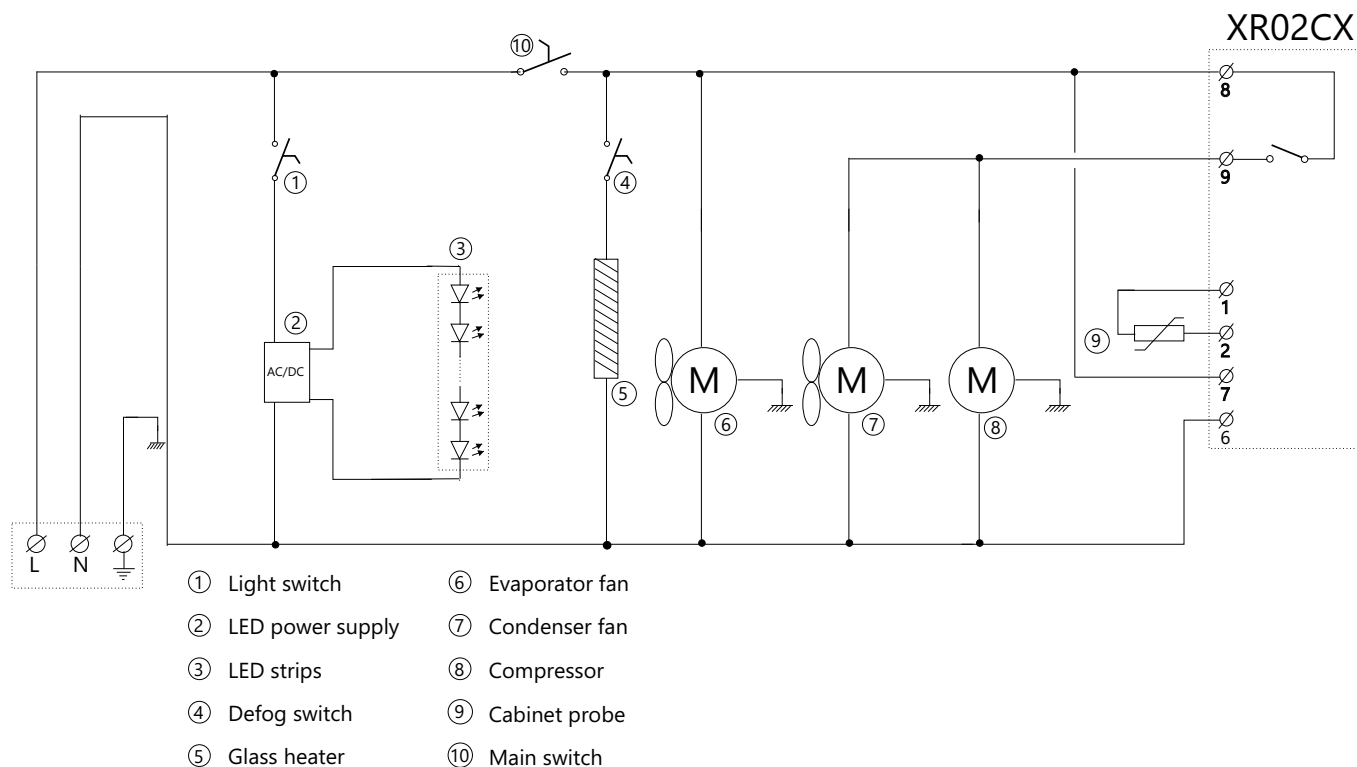 XR02CX
⑩
8
①
④
9
③
1
②
⑨
2
AC/DC
M
M
M
7
⑤
⑥
⑦
⑧
6
L
N
① Light switch
② LED power supply
③ LED strips
④ Defog switch
⑤ Glass heater
⑥ Evaporator fan
⑦ Condenser fan
⑧ Compressor
⑨ Cabinet probe
⑩ Main switch